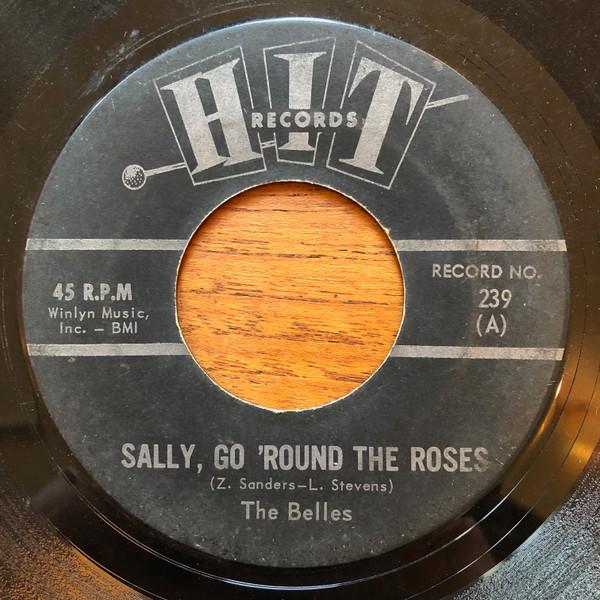 HIT
RECORDS
45 R.P.M
Winlyn Music,
Inc. – BMI
RECORD NO.
239
(A)
SALLY, GO 'ROUND THE ROSES
(Z. Sanders–L. Stevens)
The Belles